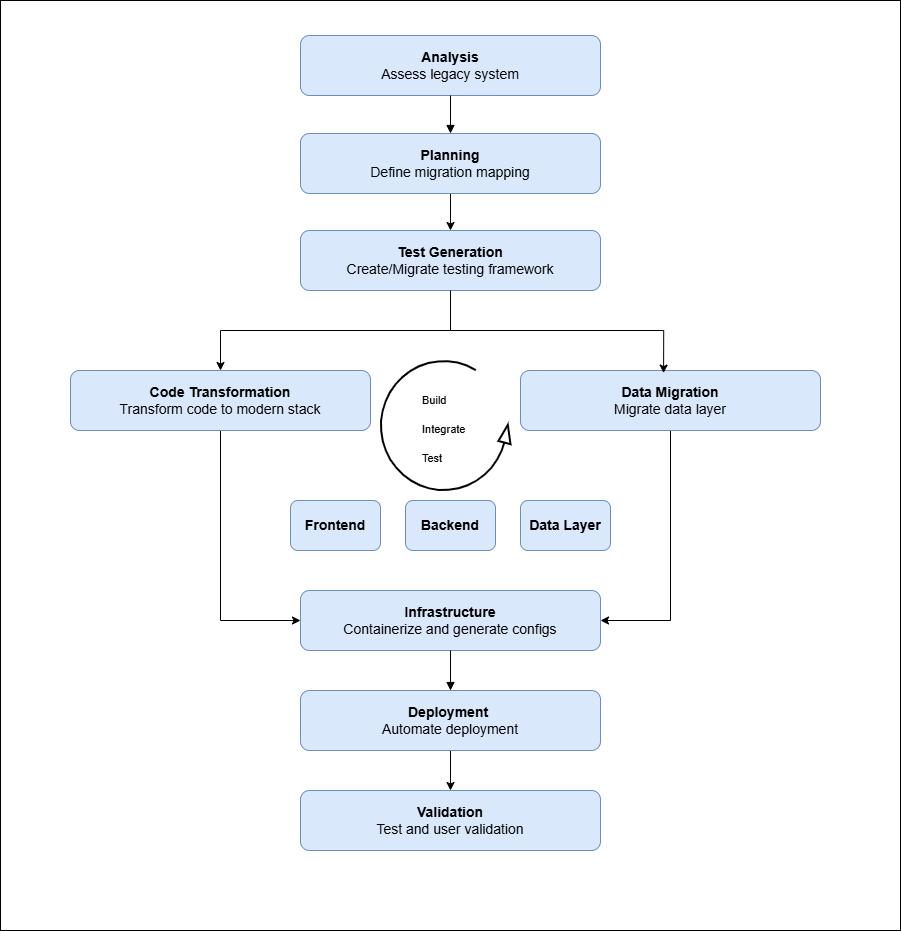 Analysis
Assess legacy system
Planning
Define migration mapping
Test Generation
Create/Migrate testing framework
Code Transformation
Transform code to modern stack
Build
Integrate
Test
Data Migration
Migrate data layer
Frontend
Backend
Data Layer
Infrastructure
Containerize and generate configs
Deployment
Automate deployment
Validation
Test and user validation